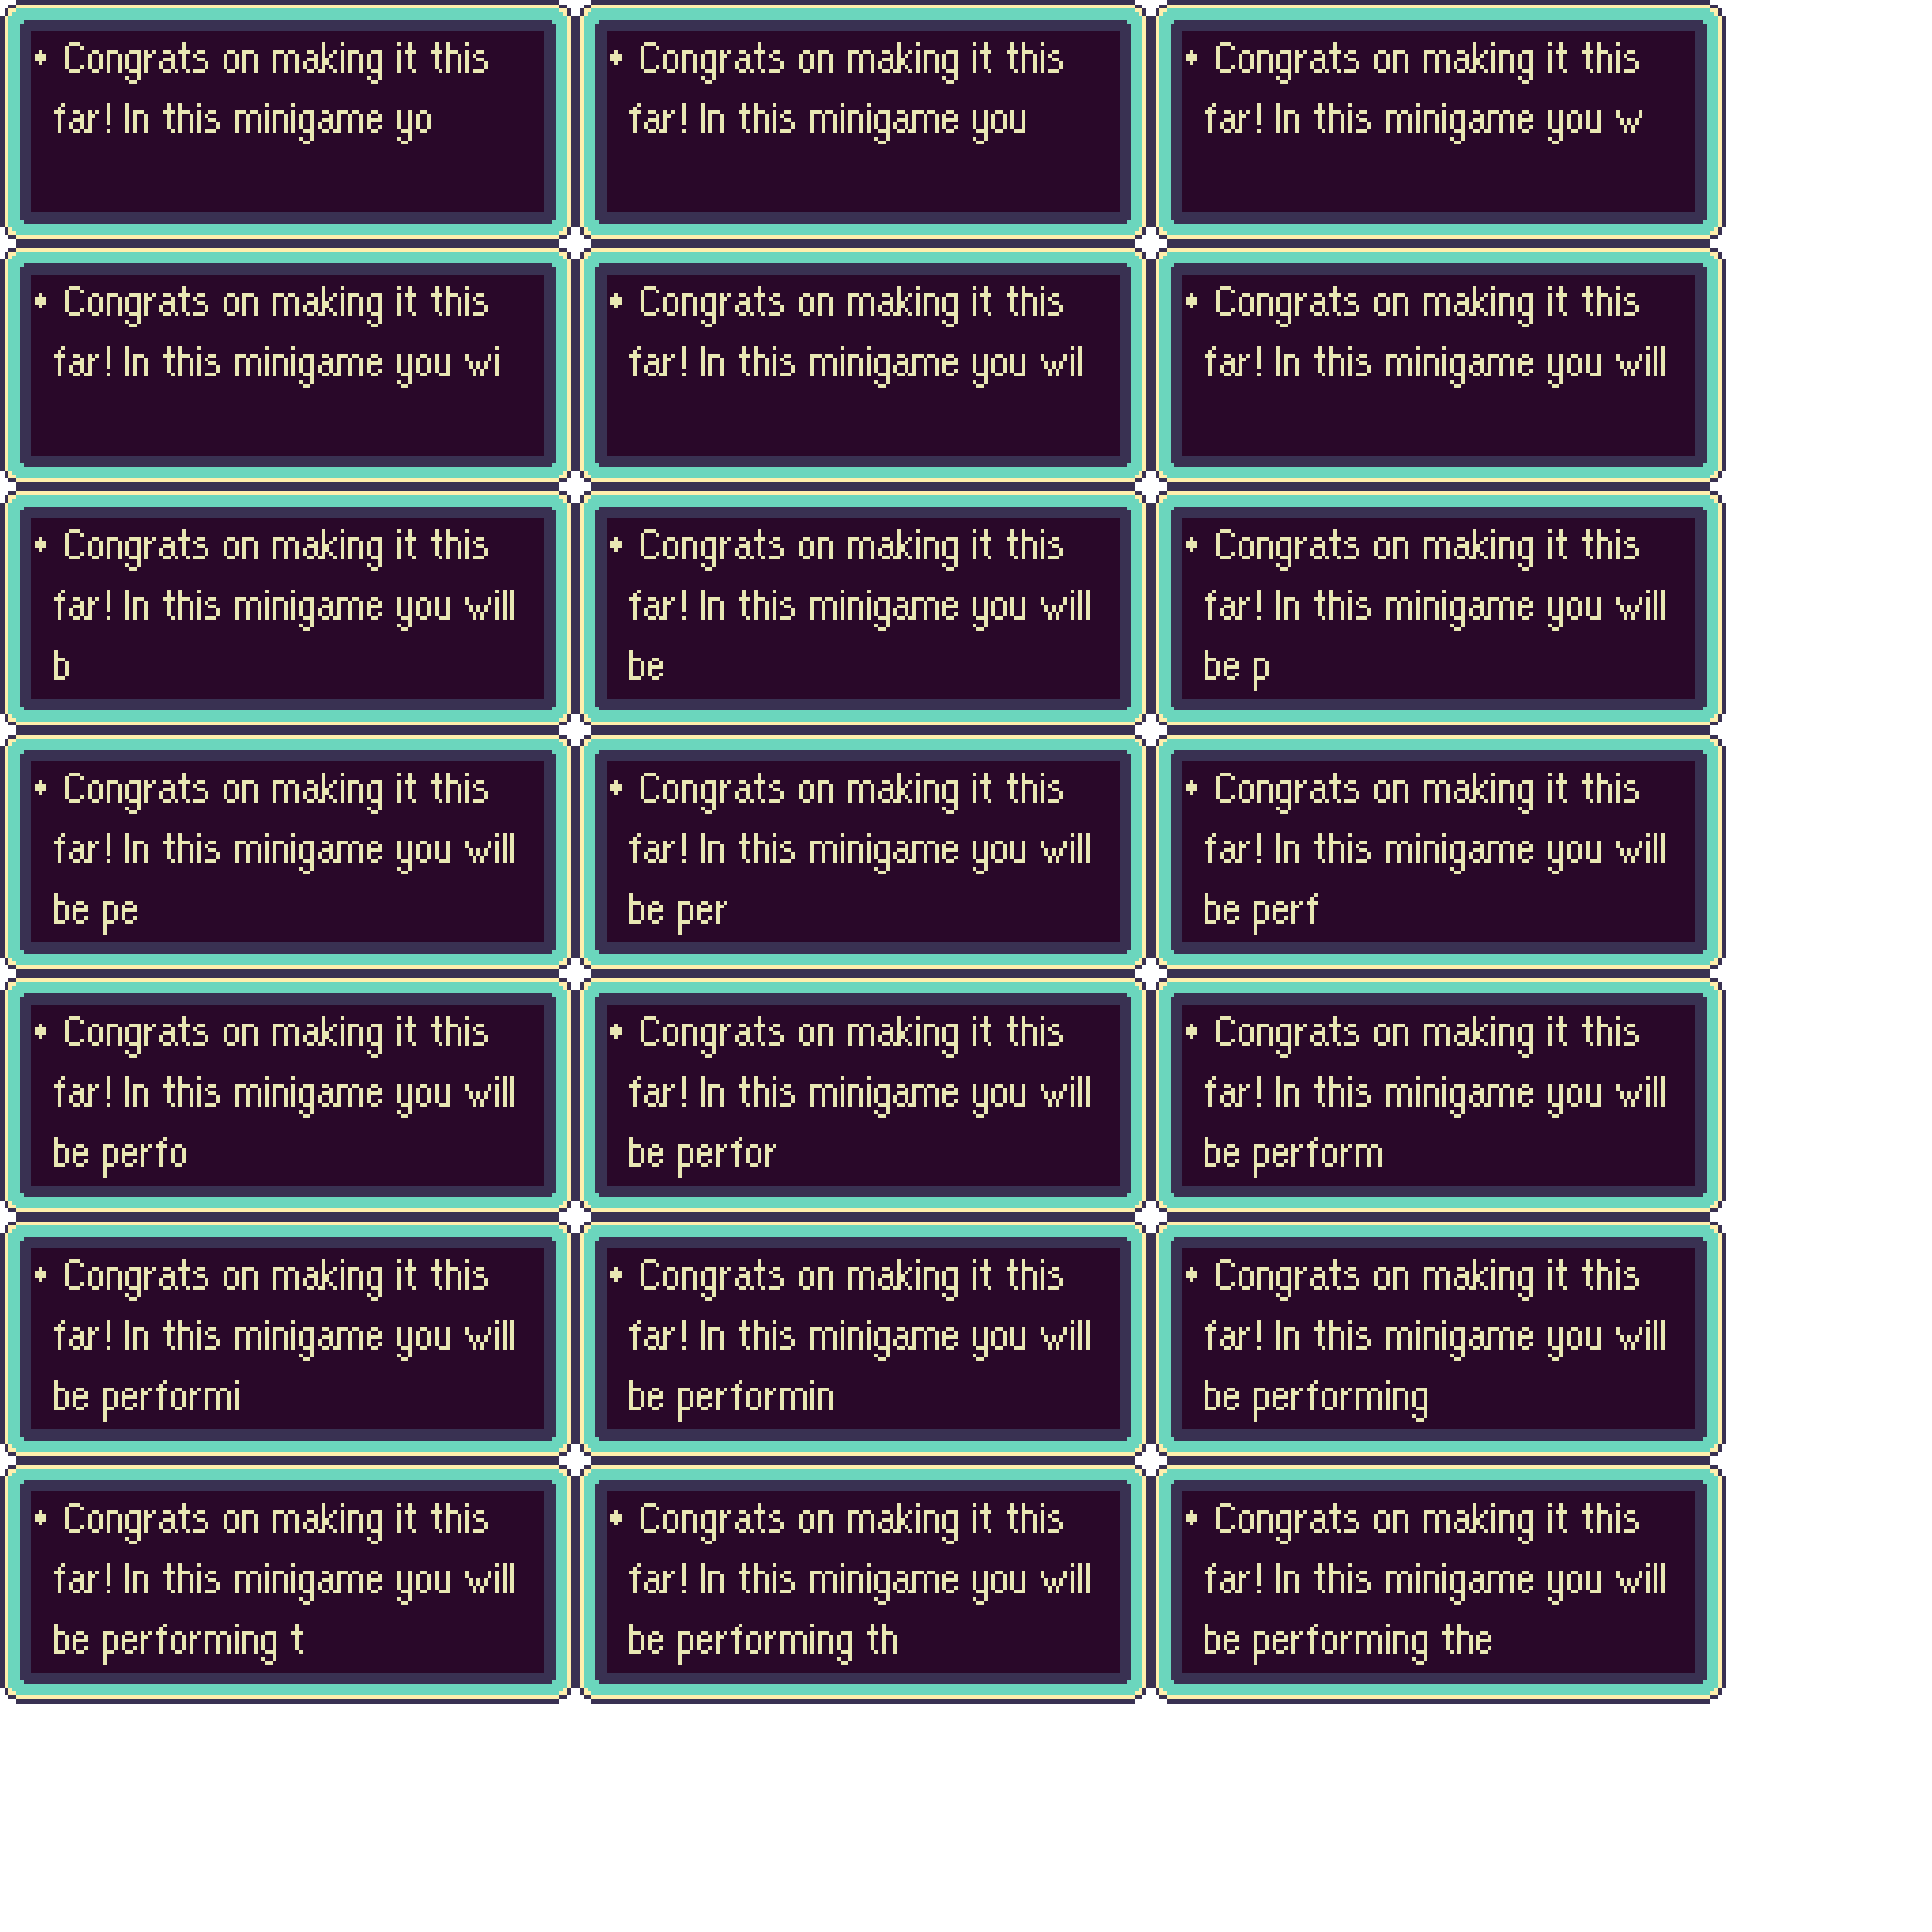 Congrats on making it this
far! In this minigame yo
Congrats on making it this
far! In this minigame you
Congrats on making it this
far! In this minigame you w
Congrats on making it this
far! In this minigame you wi
Congrats on making it this
far! In this minigame you wil
Congrats on making it this
far! In this minigame you will
Congrats on making it this
far! In this minigame you will
b
Congrats on making it this
far! In this minigame you will
be
Congrats on making it this
far! In this minigame you will
be p
Congrats on making it this
far! In this minigame you will
be pe
Congrats on making it this
far! In this minigame you will
be per
Congrats on making it this
far! In this minigame you will
be perf
Congrats on making it this
far! In this minigame you will
be perfo
Congrats on making it this
far! In this minigame you will
be perfor
Congrats on making it this
far! In this minigame you will
be perform
Congrats on making it this
far! In this minigame you will
be performi
Congrats on making it this
far! In this minigame you will
be performin
Congrats on making it this
far! In this minigame you will
be performing
Congrats on making it this
far! In this minigame you will
be performing t
Congrats on making it this
far! In this minigame you will
be performing th
Congrats on making it this
far! In this minigame you will
be performing the